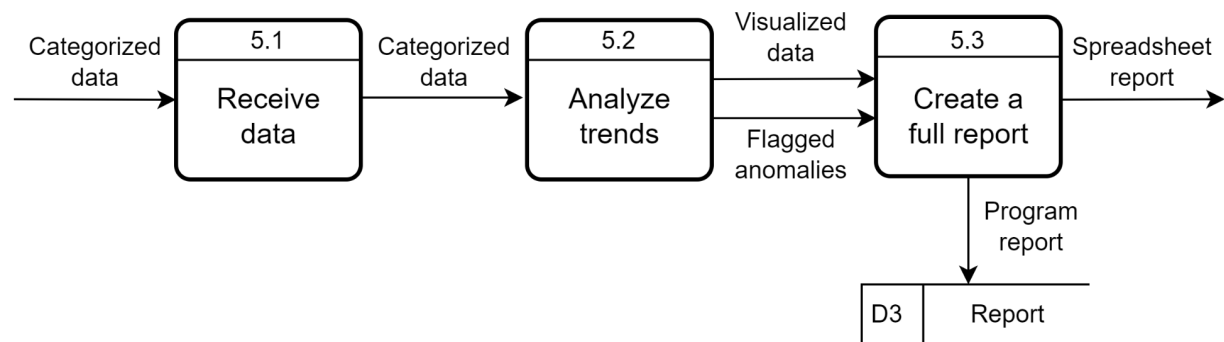 Categorized
data
5.1
Receive
data
Categorized
data
5.2
Analyze
trends
Visualized
data
Flagged
anomalies
5.3
Create a
full report
Spreadsheet
report
Program
report
D3
Report